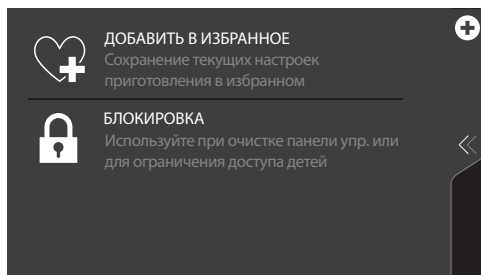 ДОБАВИТЬ В ИЗБРАННОЕ
Сохранение текущих настроек
приготовления в избранном
БЛОКИРОВКА
Используйте при очистке панели упр. или
для ограничения доступа детей